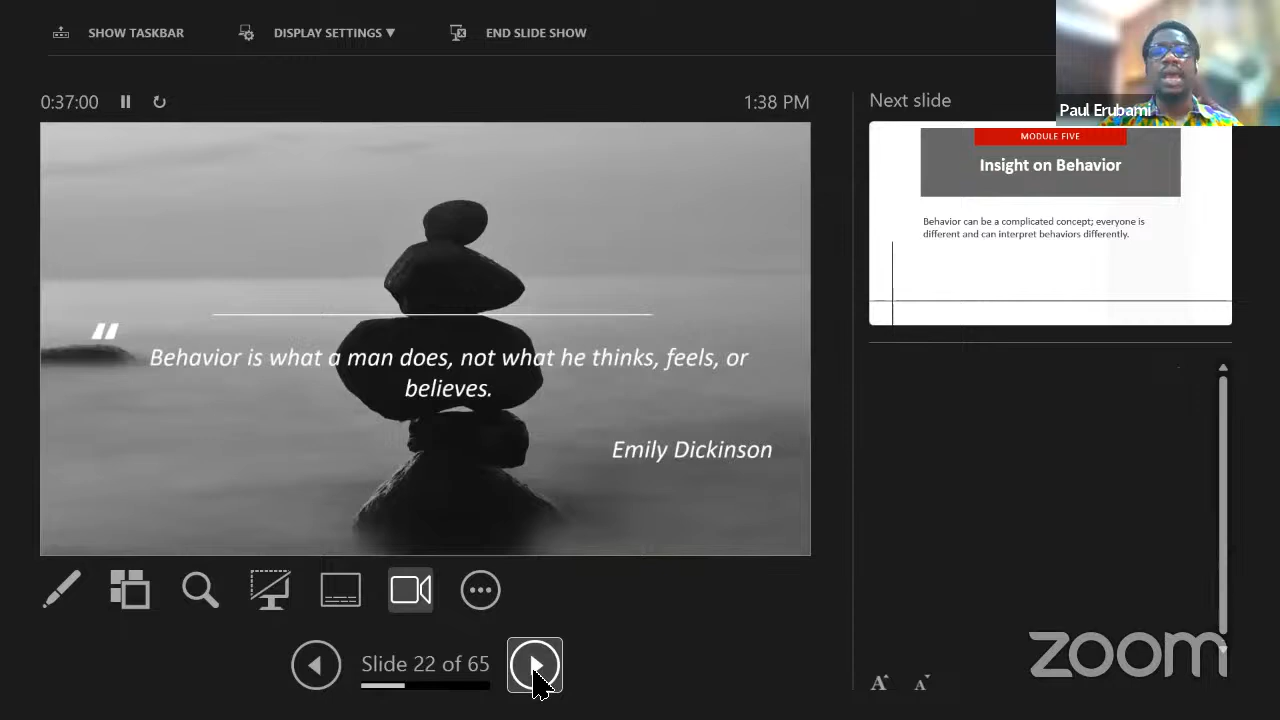 SHOW TASKBAR
DISPLAY SETTINGS ▼
END SLIDE SHOW
0:37:00
1:38 PM
Next slide
Paul Erubami
MODULE FIVE
Insight on Behavior
Behavior can be a complicated concept; everyone is
different and can interpret behaviors differently.
"
Behavior is what a man does, not what he thinks, feels, or
believes.
Emily Dickinson
Slide 22 of 65
A A
zoom